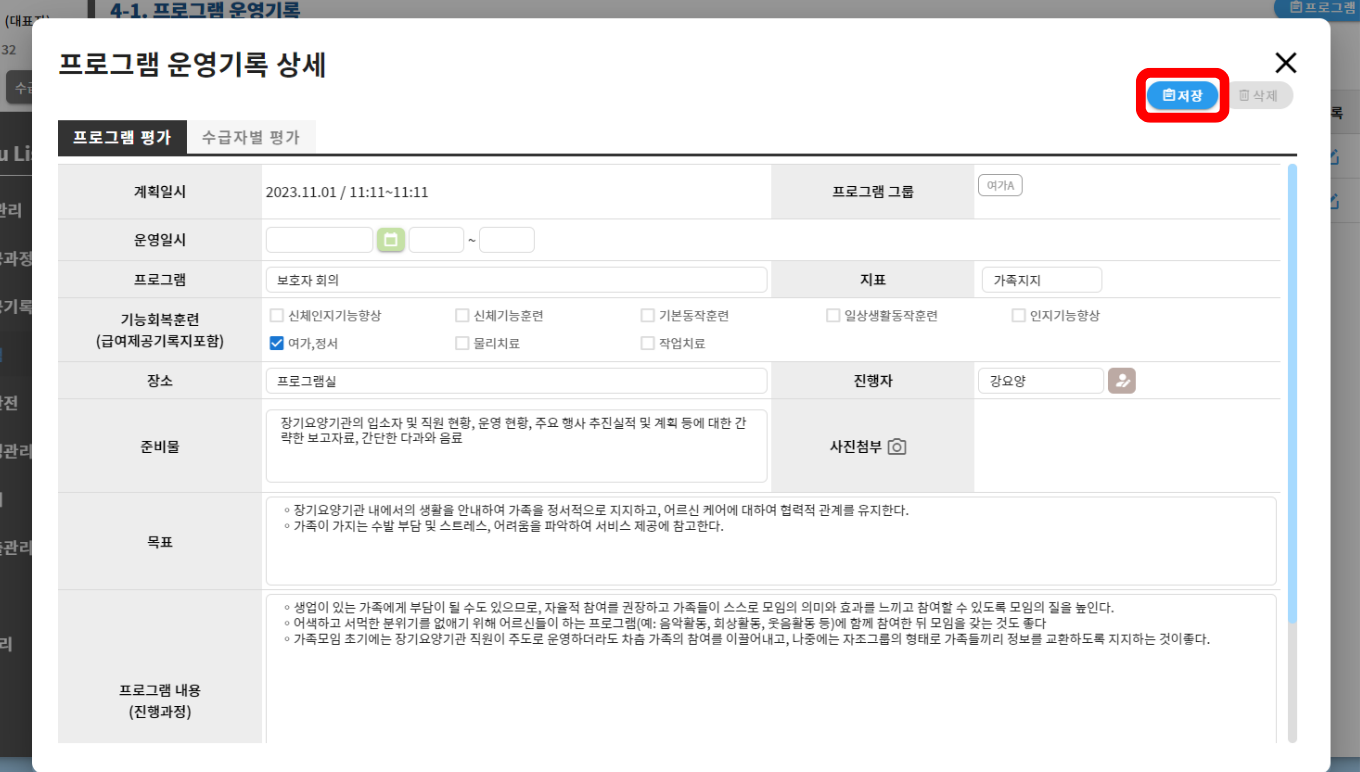 (대표
4-1. 프로그램 운영기록
프로그램
32
프로그램 운영기록 상세
저장
삭제
프로그램 평가
수급자별 평가
록
계획일시
2023.11.01 / 11:11~11:11
프로그램 그룹
여가A
운영일시
~
프로그램
보호자 회의
지표
가족지지
기능회복훈련
(급여제공기록지포함)
신체인지기능향상
신체기능훈련
기본동작훈련
일상생활동작훈련
인지기능향상
여가,정서
물리치료
작업치료
장소
프로그램실
진행자
강요양
준비물
장기요양기관의 입소자 및 직원 현황, 운영 현황, 주요 행사 추진실적 및 계획 등에 대한 간
략한 보고자료, 간단한 다과와 음료
사진첨부
목표
◦ 장기요양기관 내에서의 생활을 안내하여 가족을 정서적으로 지지하고, 어르신 케어에 대하여 협력적 관계를 유지한다.
◦ 가족이 가지는 수발 부담 및 스트레스, 어려움을 파악하여 서비스 제공에 참고한다.
프로그램 내용
(진행과정)
◦ 생업이 있는 가족에게 부담이 될 수도 있으므로, 자율적 참여를 권장하고 가족들이 스스로 모임의 의미와 효과를 느끼고 참여할 수 있도록 모임의 질을 높인다.
◦ 어색하고 서먹한 분위기를 없애기 위해 어르신들이 하는 프로그램(예: 음악활동, 회상활동, 웃음활동 등)에 함께 참여한 뒤 모임을 갖는 것도 좋다
◦ 가족모임 초기에는 장기요양기관 직원이 주도로 운영하더라도 차츰 가족의 참여를 이끌어내고, 나중에는 자조그룹의 형태로 가족들끼리 정보를 교환하도록 지지하는 것이좋다.